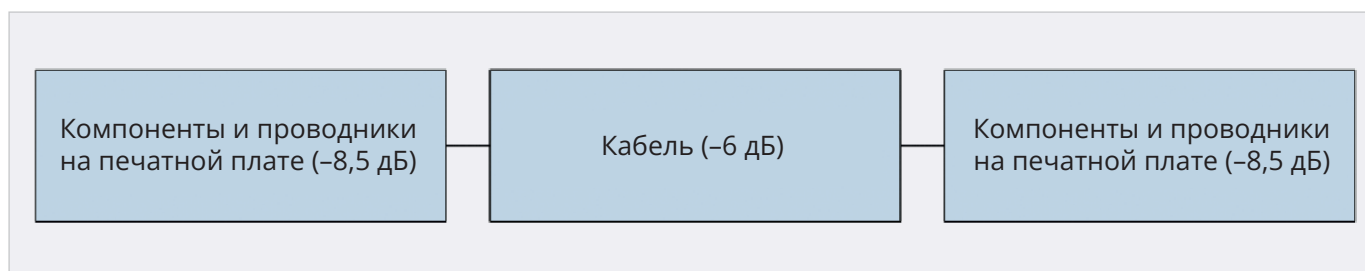 Компоненты и проводники
на печатной плате (–8,5 дБ)
Кабель (–6 дБ)
Компоненты и проводники
на печатной плате (–8,5 дБ)